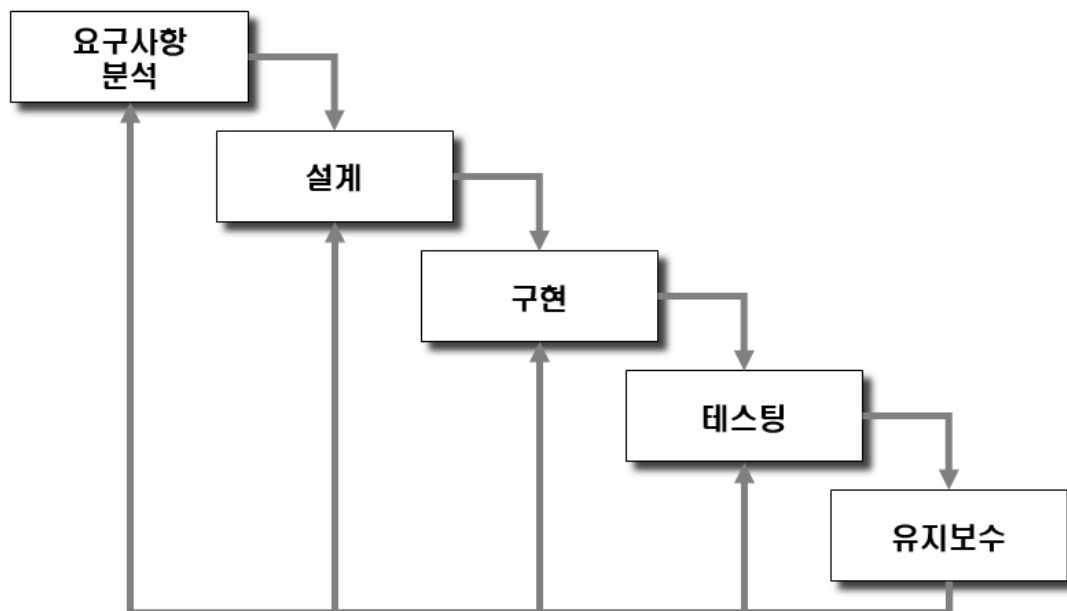 요구사항
분석
설계
구현
테스팅
유지보수